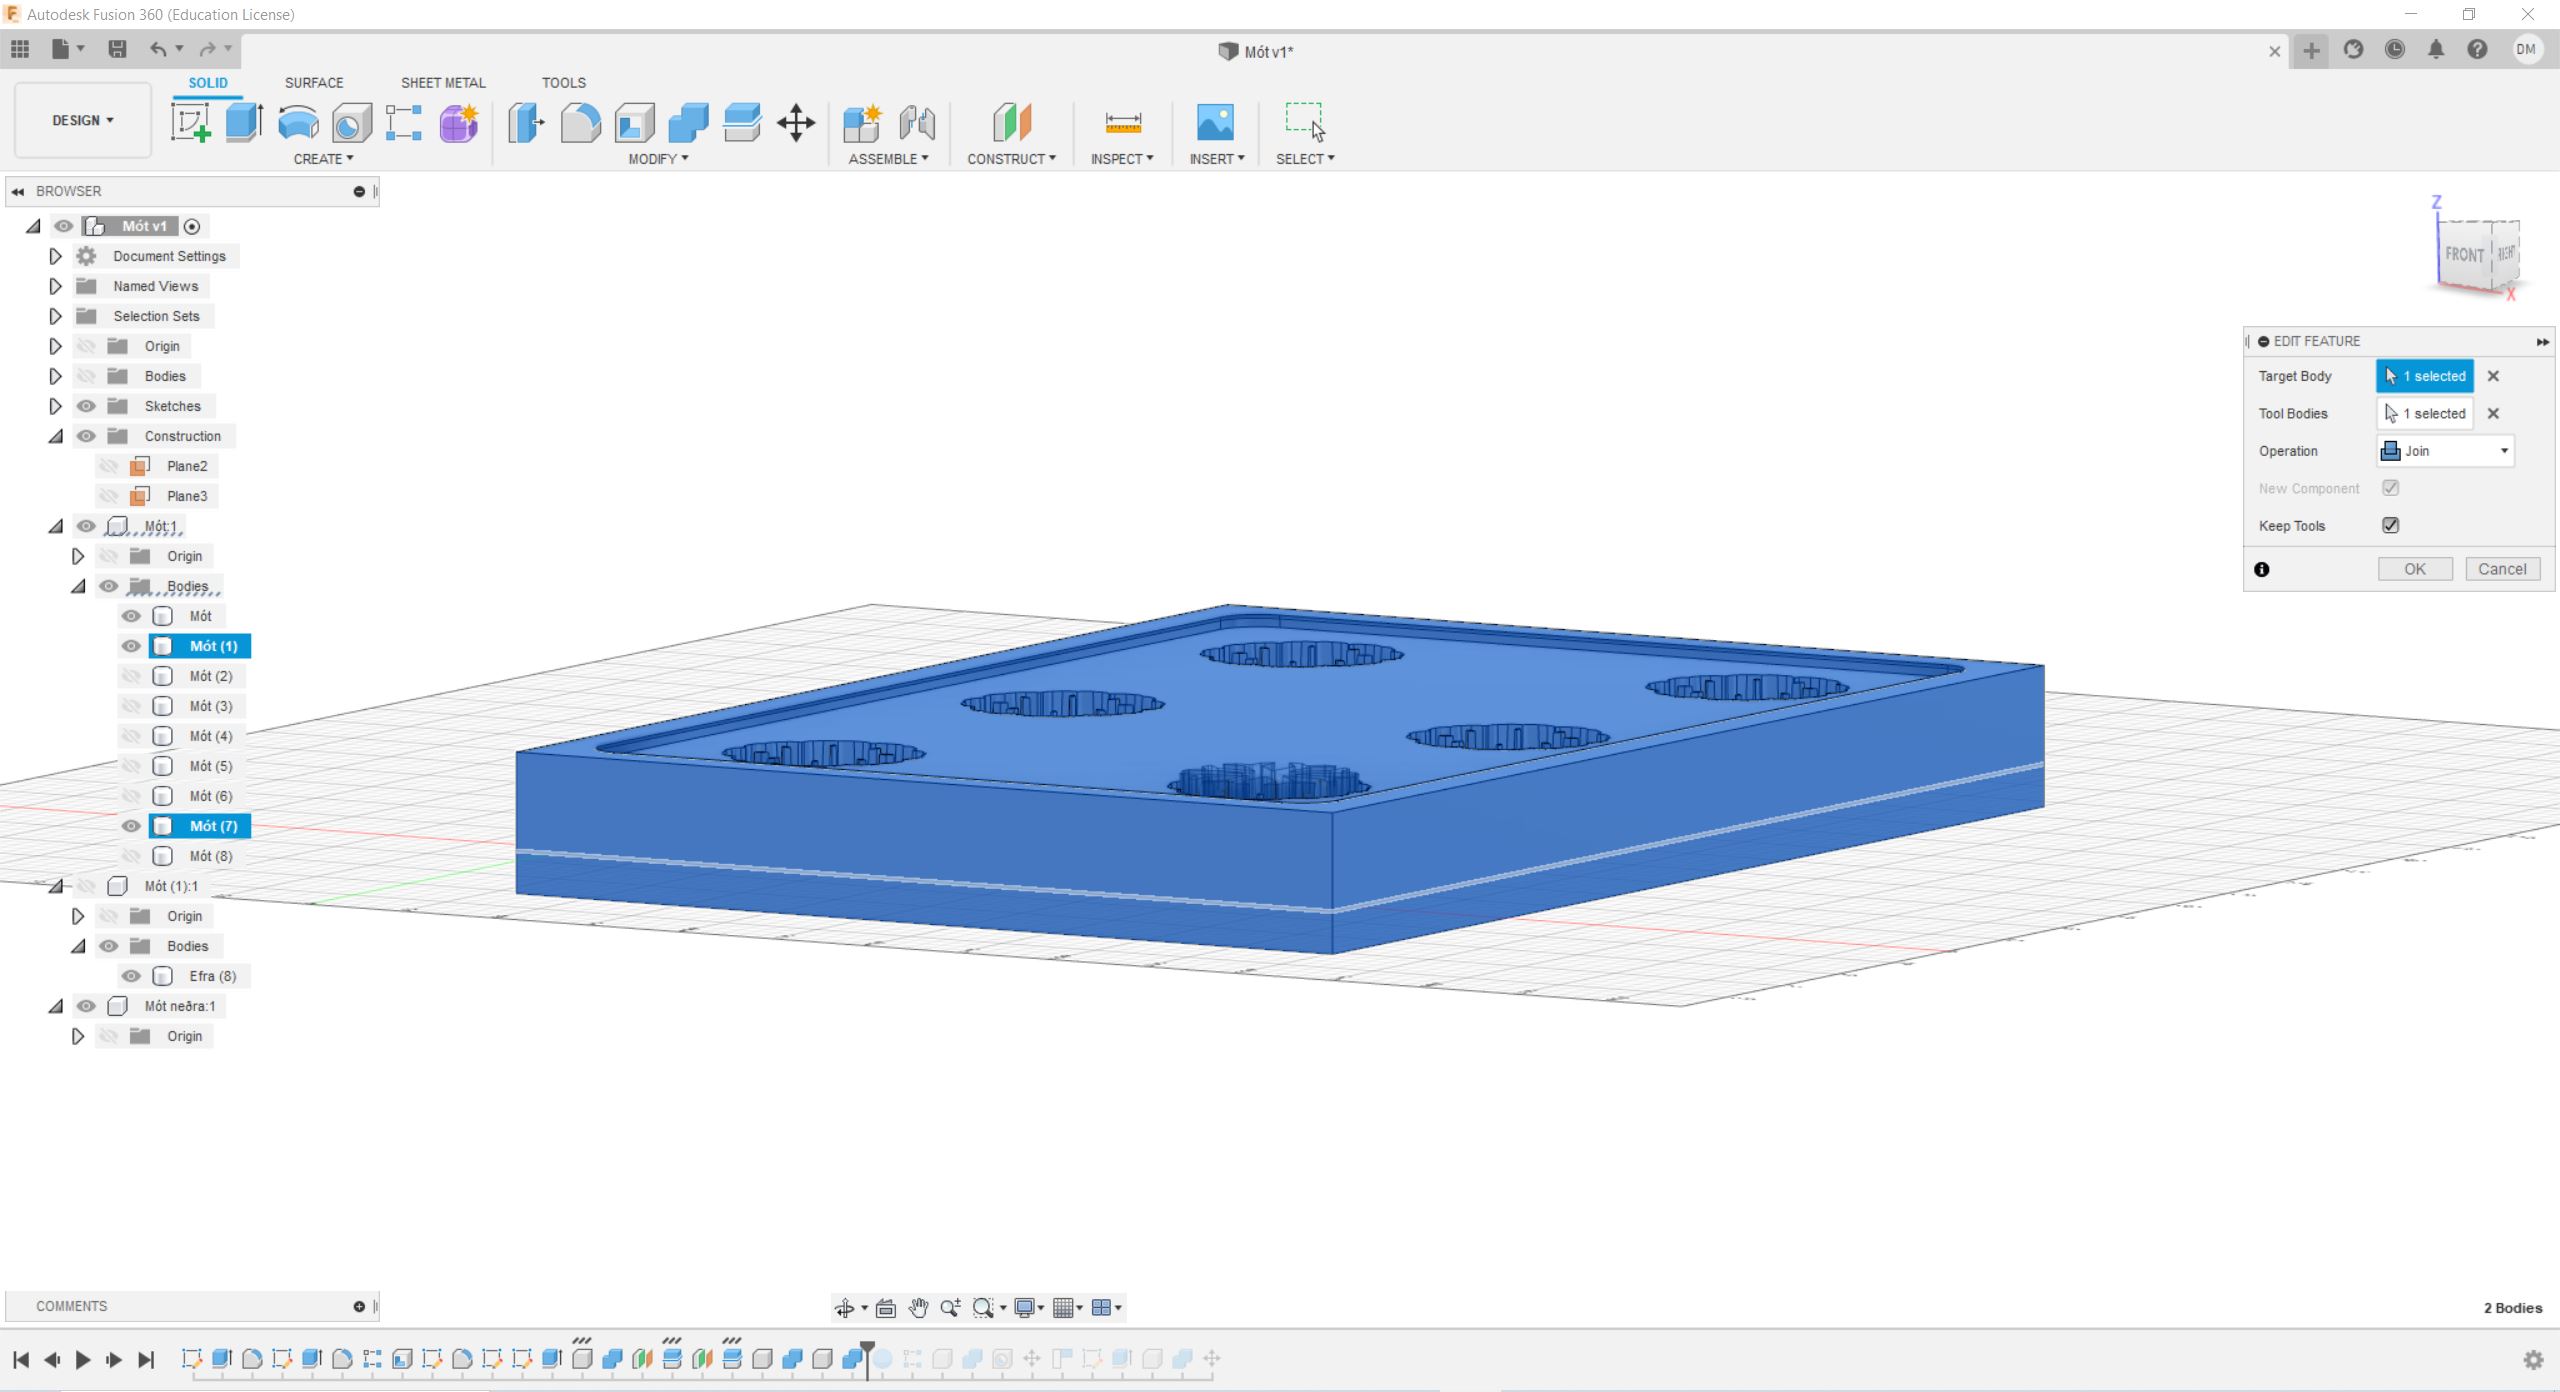 Autodesk Fusion 360 (Education License)
Mót v1*
DM
DESIGN
SOLID
SURFACE
SHEET METAL
TOOLS
CREATE
MODIFY
ASSEMBLE
CONSTRUCT
INSPECT
INSERT
SELECT
BROWSER
Mót v1
Document Settings
Named Views
Selection Sets
Origin
Bodies
Sketches
Construction
Plane2
Plane3
Mót:1
Origin
Bodies
Mót
Mót (1)
Mót (2)
Mót (3)
Mót (4)
Mót (5)
Mót (6)
Mót (7)
Mót (8)
Mót (1):1
Origin
Bodies
Efra (8)
Mót neðra:1
Origin
Z
FRONT
RIGHT
X
EDIT FEATURE
Target Body
1 selected
Tool Bodies
1 selected
Operation
Join
New Component
Keep Tools
OK
Cancel
COMMENTS
2 Bodies